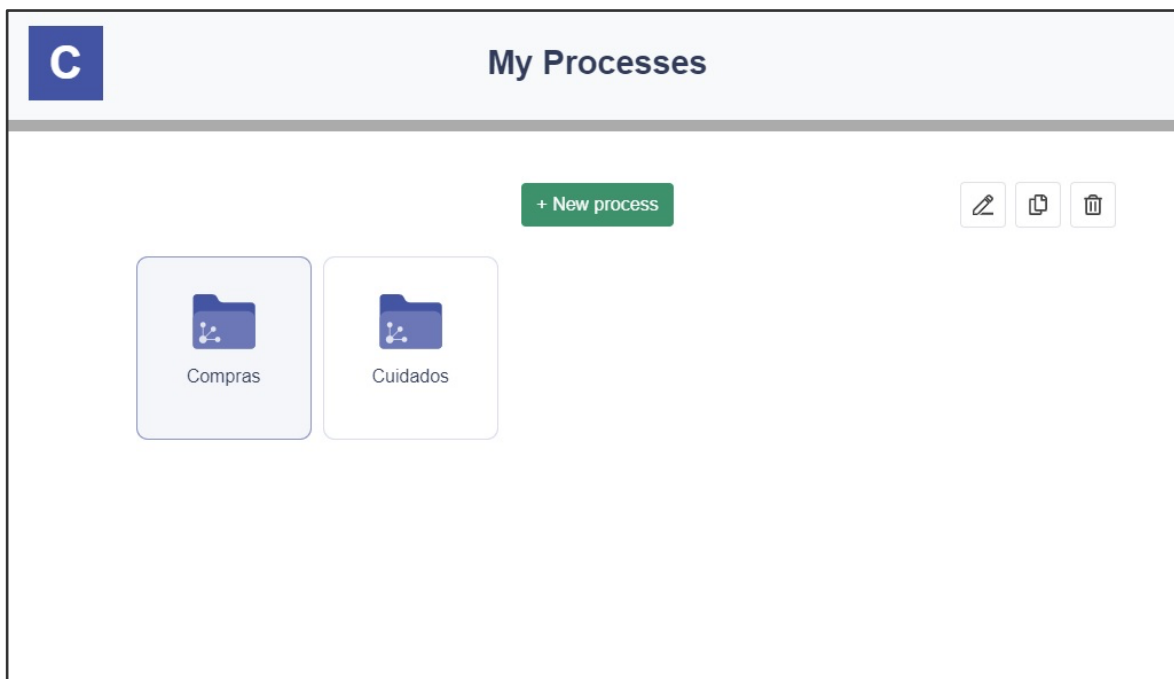 C
My Processes
+ New process
Compras
Cuidados